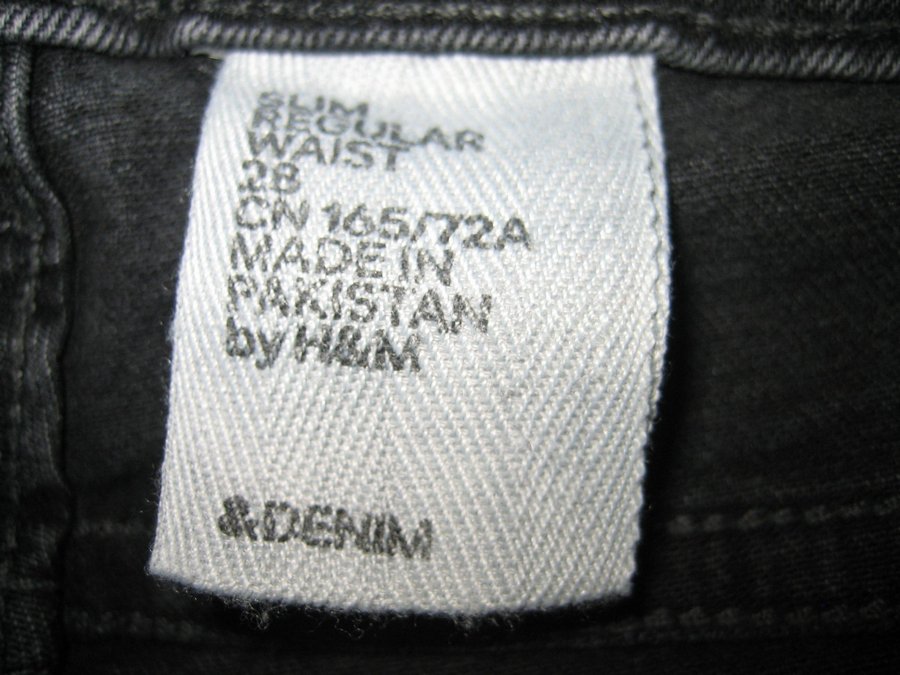 SLIM
REGULAR
WAIST
28
CN 165/72A
MADE IN
PAKISTAN
by H&M
&DENIM